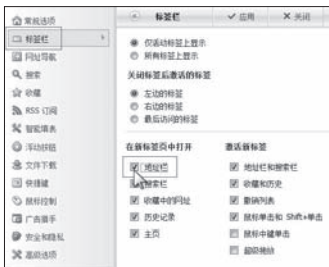 常规选项
标签栏
网址导航
搜索
收藏
RSS 订阅
智能填表
浮动按钮
文件下载
快捷键
鼠标控制
广告猎手
安全和隐私
高级选项
标签栏
应用
关闭
仅活动标签上显示
所有标签上显示
关闭标签后激活的标签
左边的标签
右边的标签
最后访问的标签
在新标签页中打开
激活新标签
地址栏
地址栏和搜索栏
搜索栏
收藏和历史
收藏中的网址
撤销列表
历史记录
鼠标单击和 Shift+单击
主页
鼠标中键单击
超级拖放